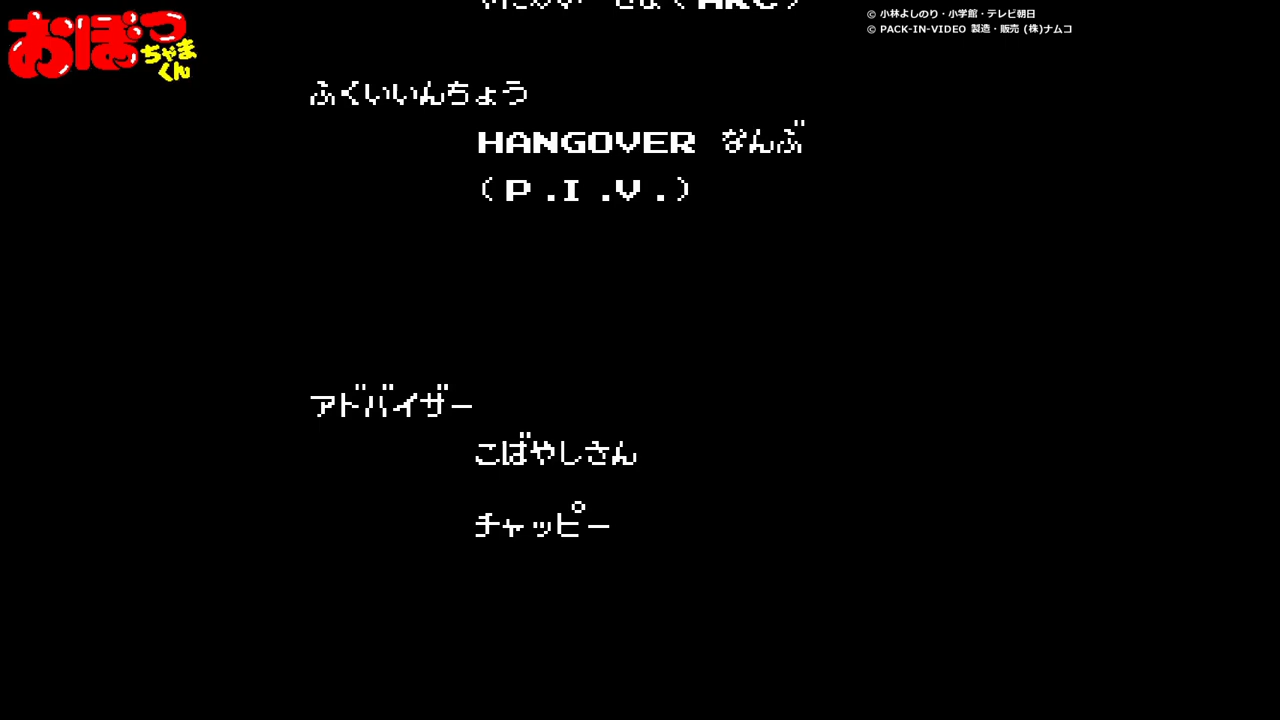 おぼっ
ちゃま
くん
© 小林よしのり・小学館・テレビ朝日
© PACK-IN-VIDEO 製造・販売 (株)ナムコ
ふくいいんちょう
HANGOVER なんぶ
(P.I.V.)
アドバイザー
こばやしさん
チャッピー